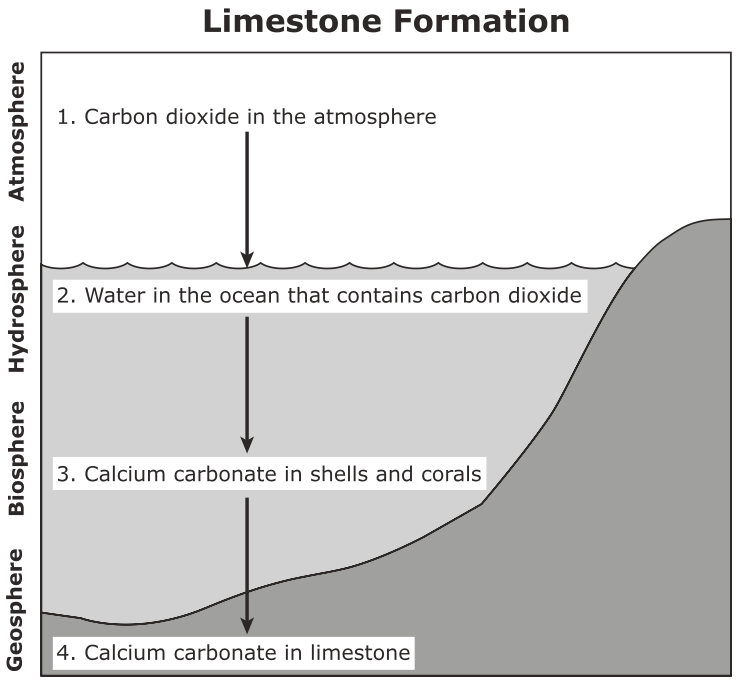 Limestone Formation
Atmosphere
1. Carbon dioxide in the atmosphere
Hydrosphere
2. Water in the ocean that contains carbon dioxide
Biosphere
3. Calcium carbonate in shells and corals
Geosphere
4. Calcium carbonate in limestone